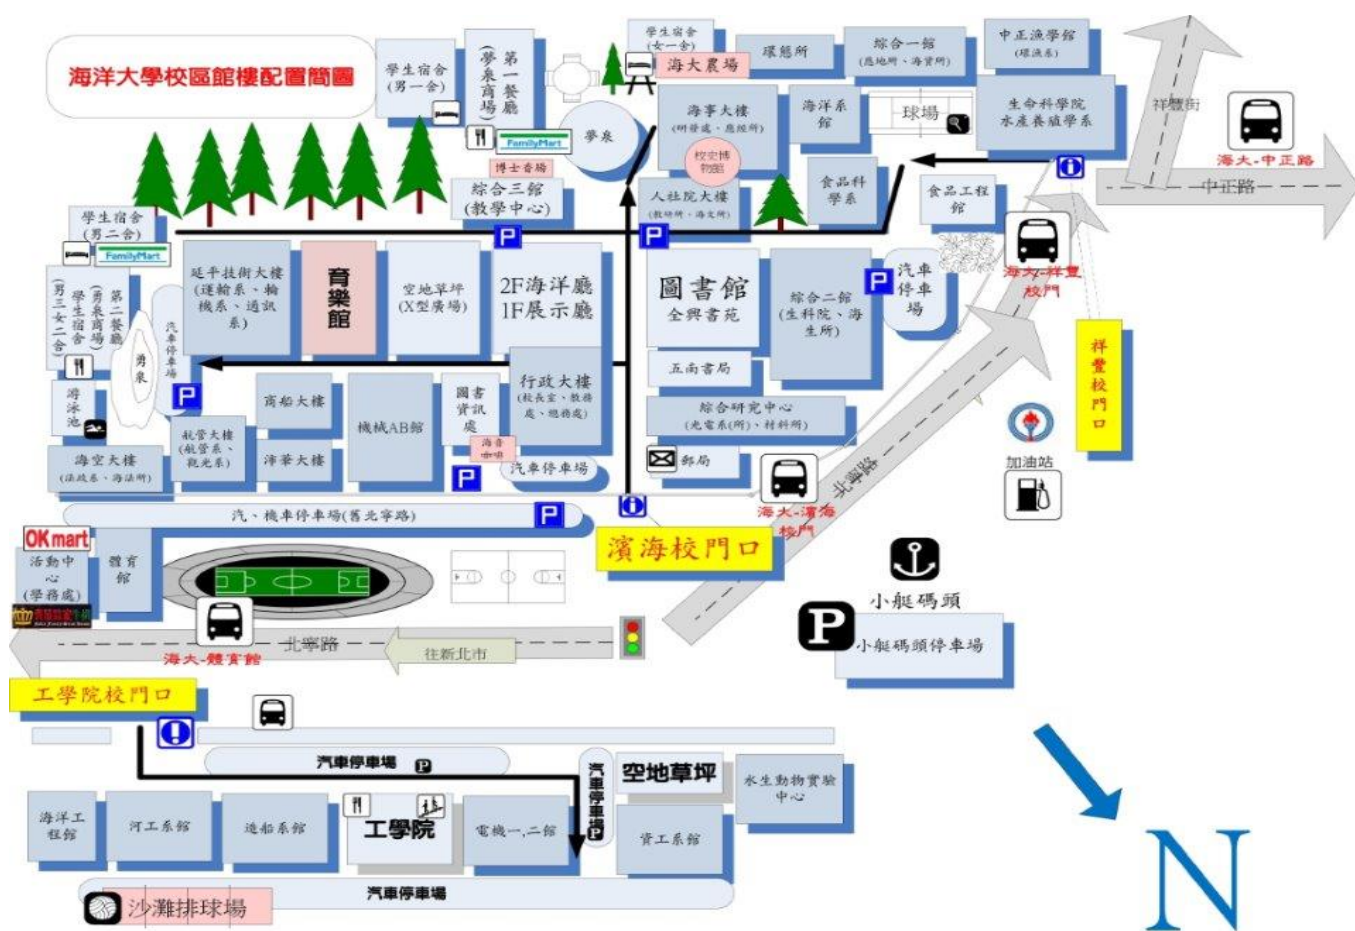 海洋大學校區館樓配置簡圖
學生宿舍
(男一舍)
第一餐廳
(夢泉商場)
FamilyMart
夢泉
學生宿舍
(女一舍)
海大農場
環態所
綜合一館
(應地所、海資所)
中正漁學館
(環漁系)
海事大樓
(研發處、應經所)
海洋系
館
球場
生命科學院
水產養殖學系
祥豐街
海大-中正路
中正路
博士書陽
綜合三館
(教學中心)
校史博
物館
人社院大樓
(教研所、海文所)
食品科
學系
食品工程
館
海大-祥豐
校門
學生宿舍
(男二舍)
FamilyMart
延平技術大樓
(運輸系、輪
機系、通訊
系)
育樂館
空地草坪
(X型廣場)
2F海洋廳
1F展示廳
圖書館
全興書苑
綜合二館
(生科院、海
生所)
汽車
停車
場
第二餐廳
(勇泉商場)
學生宿舍
(男三女二舍)
勇泉
汽車停車場
祥豐校門口
游泳池
商船大樓
機械AB館
圖書
資訊
處
行政大樓
(校長室、教務
處、總務處)
五南書局
綜合研究中心
(光電系(所)、材料所)
航管大樓
(航管系、
觀光系)
沛華大樓
海音
咖啡
汽車停車場
郵局
海空大樓
(法政系、海法所)
加油站
海大-濱海
校門
汽、機車停車場(舊北寧路)
濱海校門口
OK mart
活動中
心
(學務處)
體育
館
海大-體育館
北寧路
往新北市
小艇碼頭
小艇碼頭停車場
工學院校門口
汽車停車場
汽車停車場
空地草坪
水生動物實驗
中心
海洋工
程館
河工系館
造船系館
工學院
電機一,二館
資工系館
汽車停車場
沙灘排球場
N